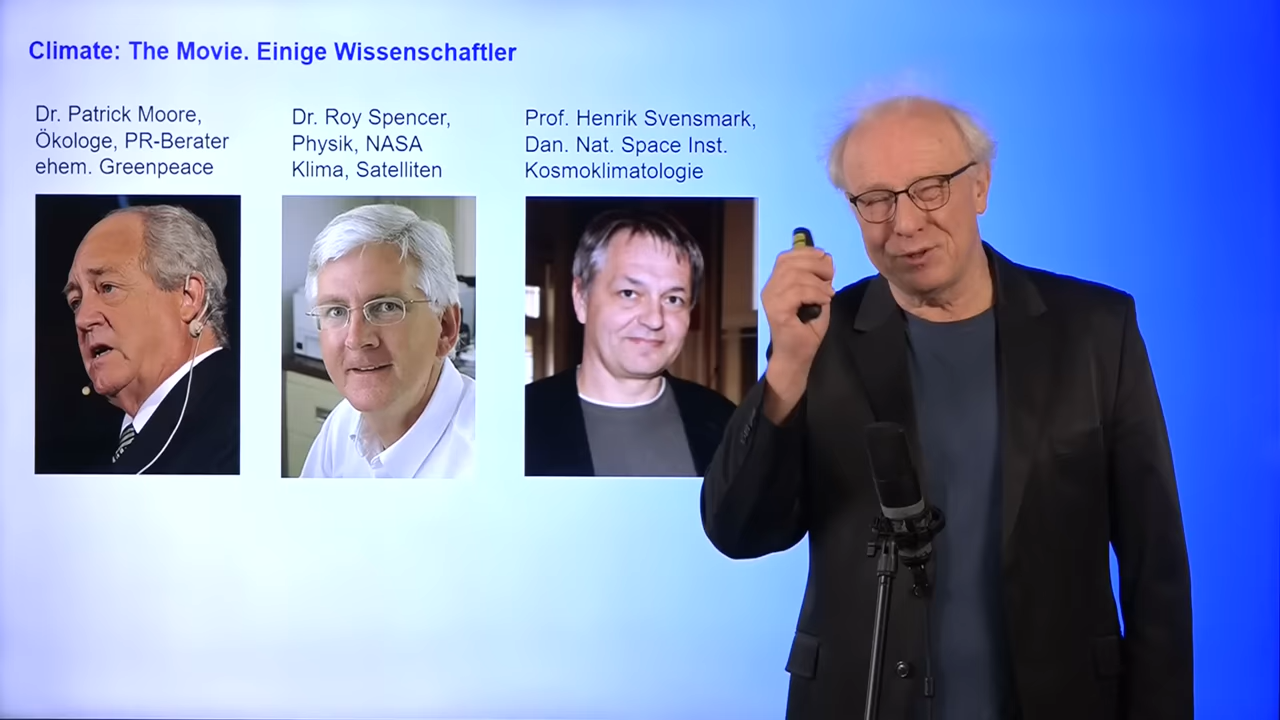 Climate: The Movie. Einige Wissenschaftler
Dr. Patrick Moore,
Ökologe, PR-Berater
ehem. Greenpeace
Dr. Roy Spencer,
Physik, NASA
Klima, Satelliten
Prof. Henrik Svensmark,
Dan. Nat. Space Inst.
Kosmoklimatologie